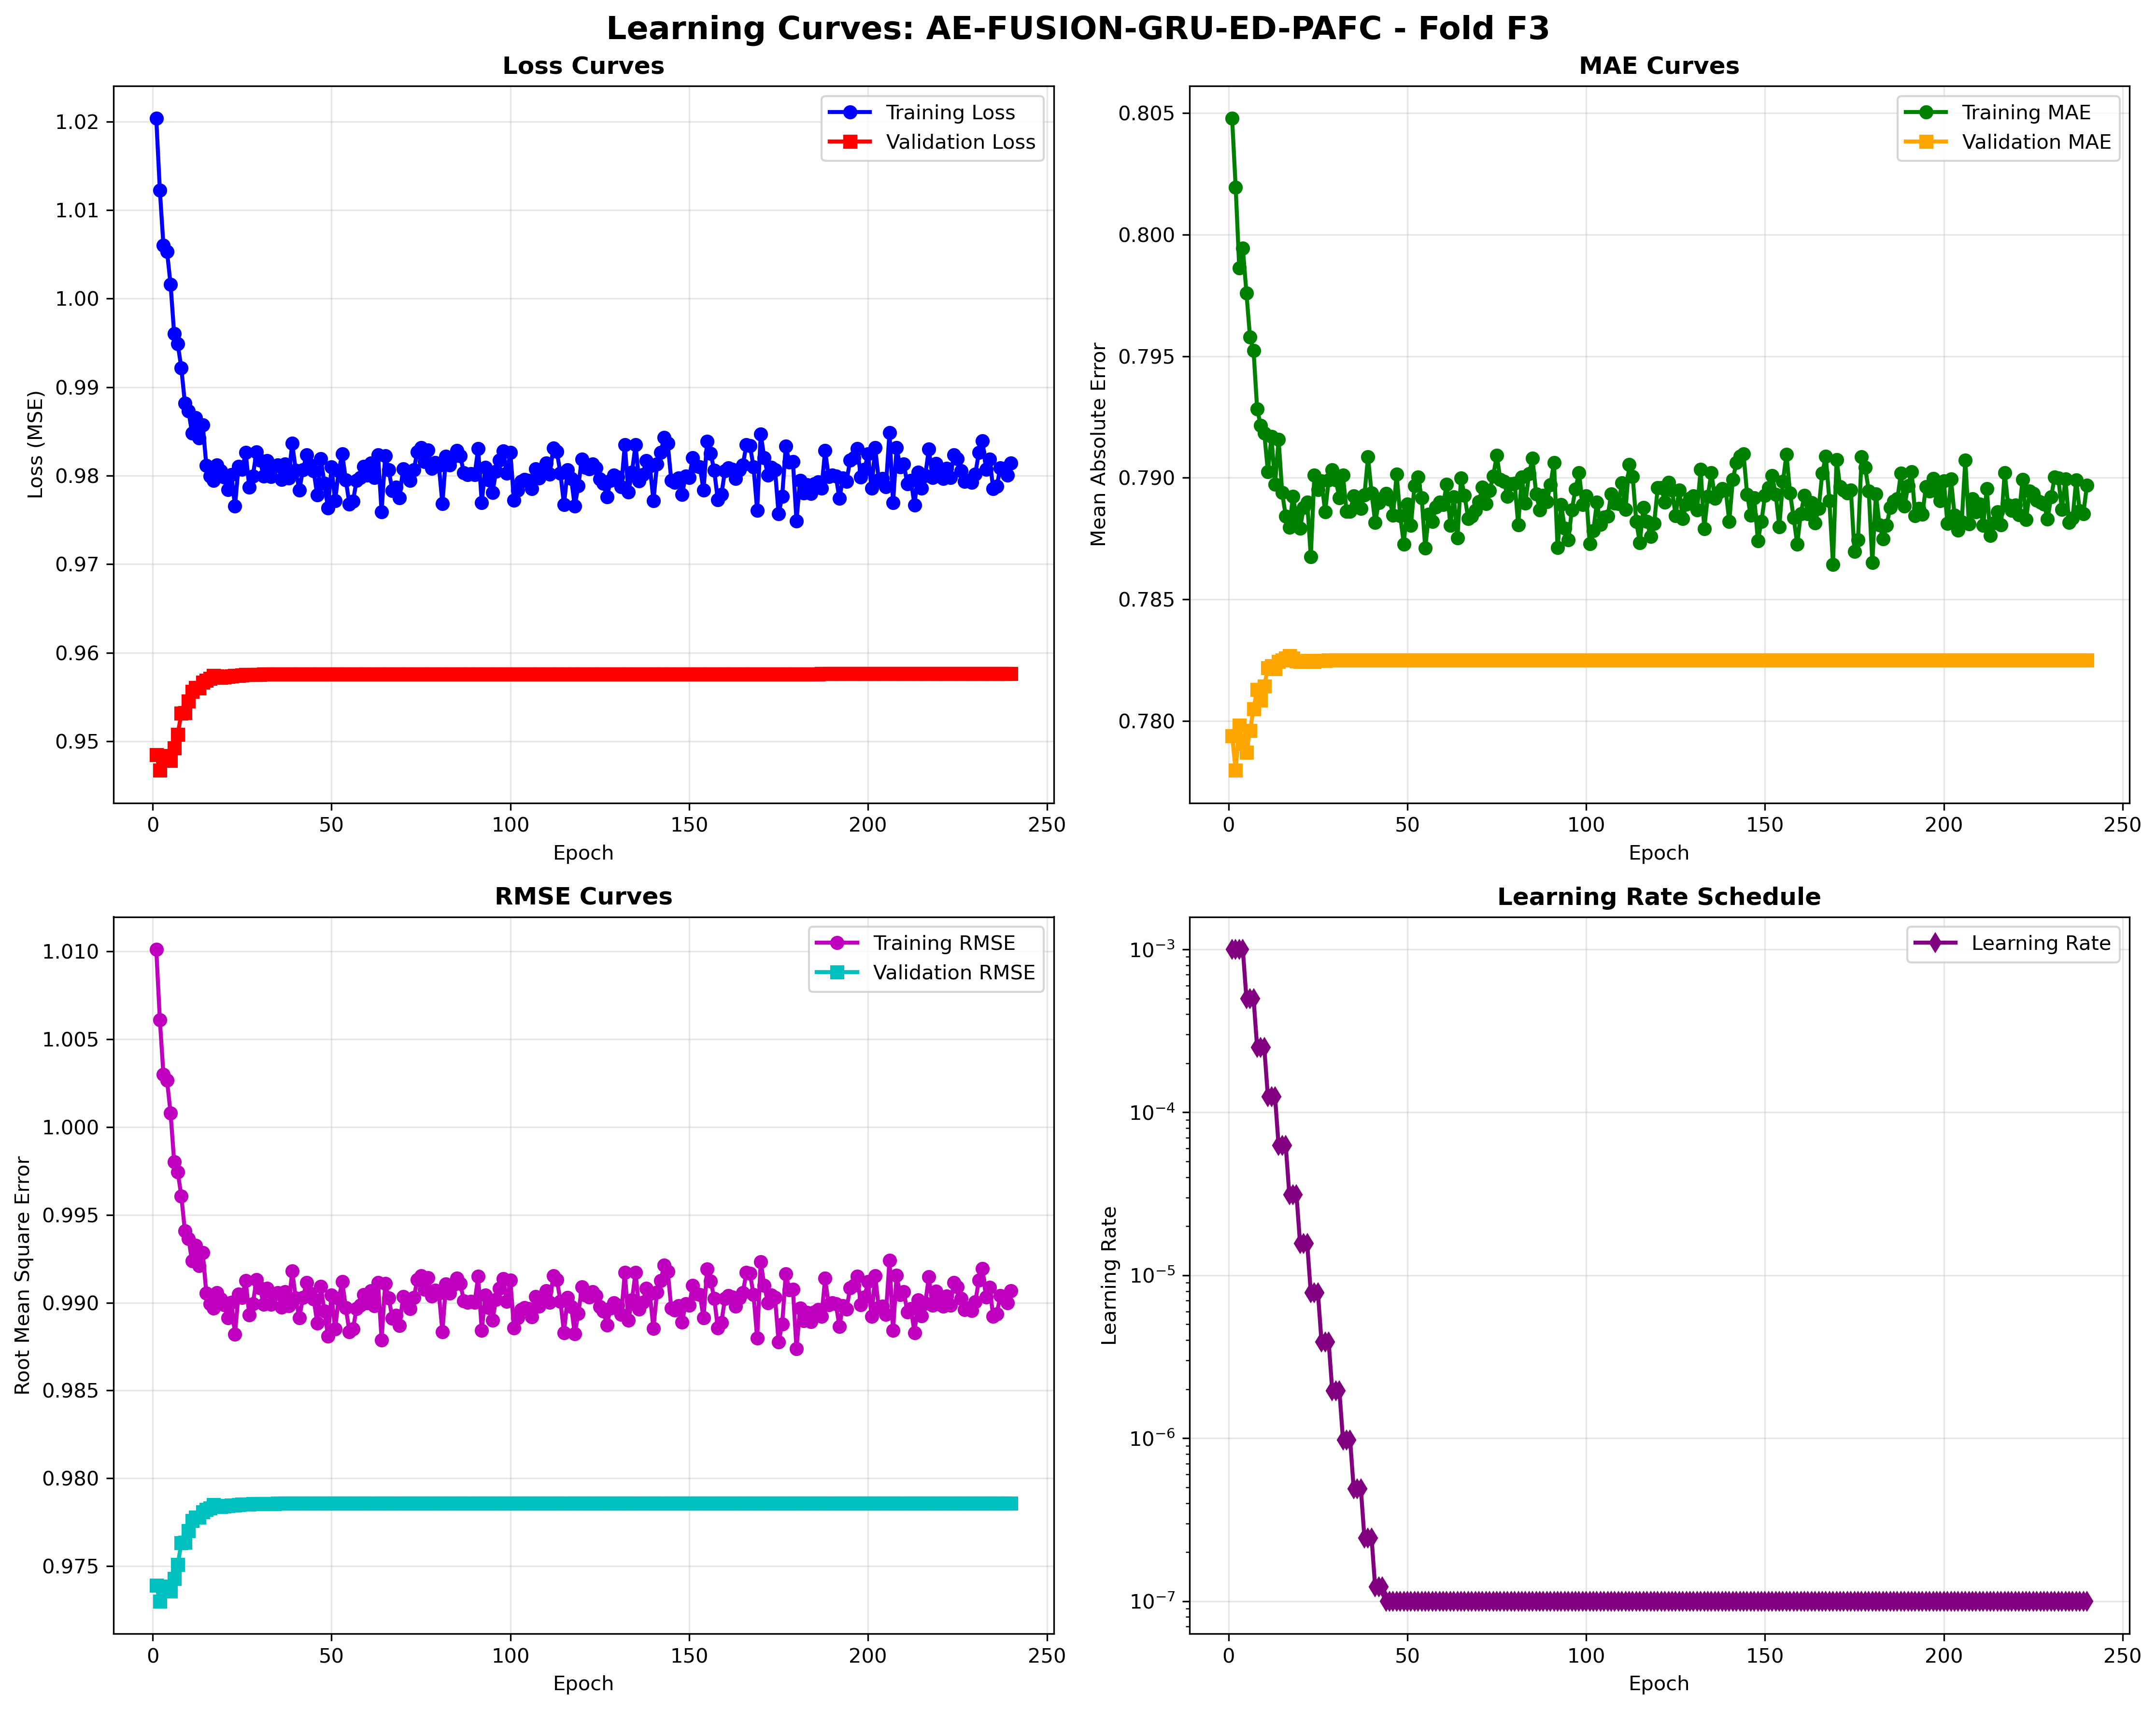 Learning Curves: AE-FUSION-GRU-ED-PAFC - Fold F3
Loss Curves
Training Loss
Validation Loss
1.02
1.01
1.00
0.99
0.98
0.97
0.96
0.95
Loss (MSE)
0 50 100 150 200 250
Epoch
MAE Curves
Training MAE
Validation MAE
0.805
0.800
0.795
0.790
0.785
0.780
Mean Absolute Error
0 50 100 150 200 250
Epoch
RMSE Curves
Training RMSE
Validation RMSE
1.010
1.005
1.000
0.995
0.990
0.985
0.980
0.975
Root Mean Square Error
0 50 100 150 200 250
Epoch
Learning Rate Schedule
Learning Rate
10⁻³
10⁻⁴
10⁻⁵
10⁻⁶
10⁻⁷
Learning Rate
0 50 100 150 200 250
Epoch